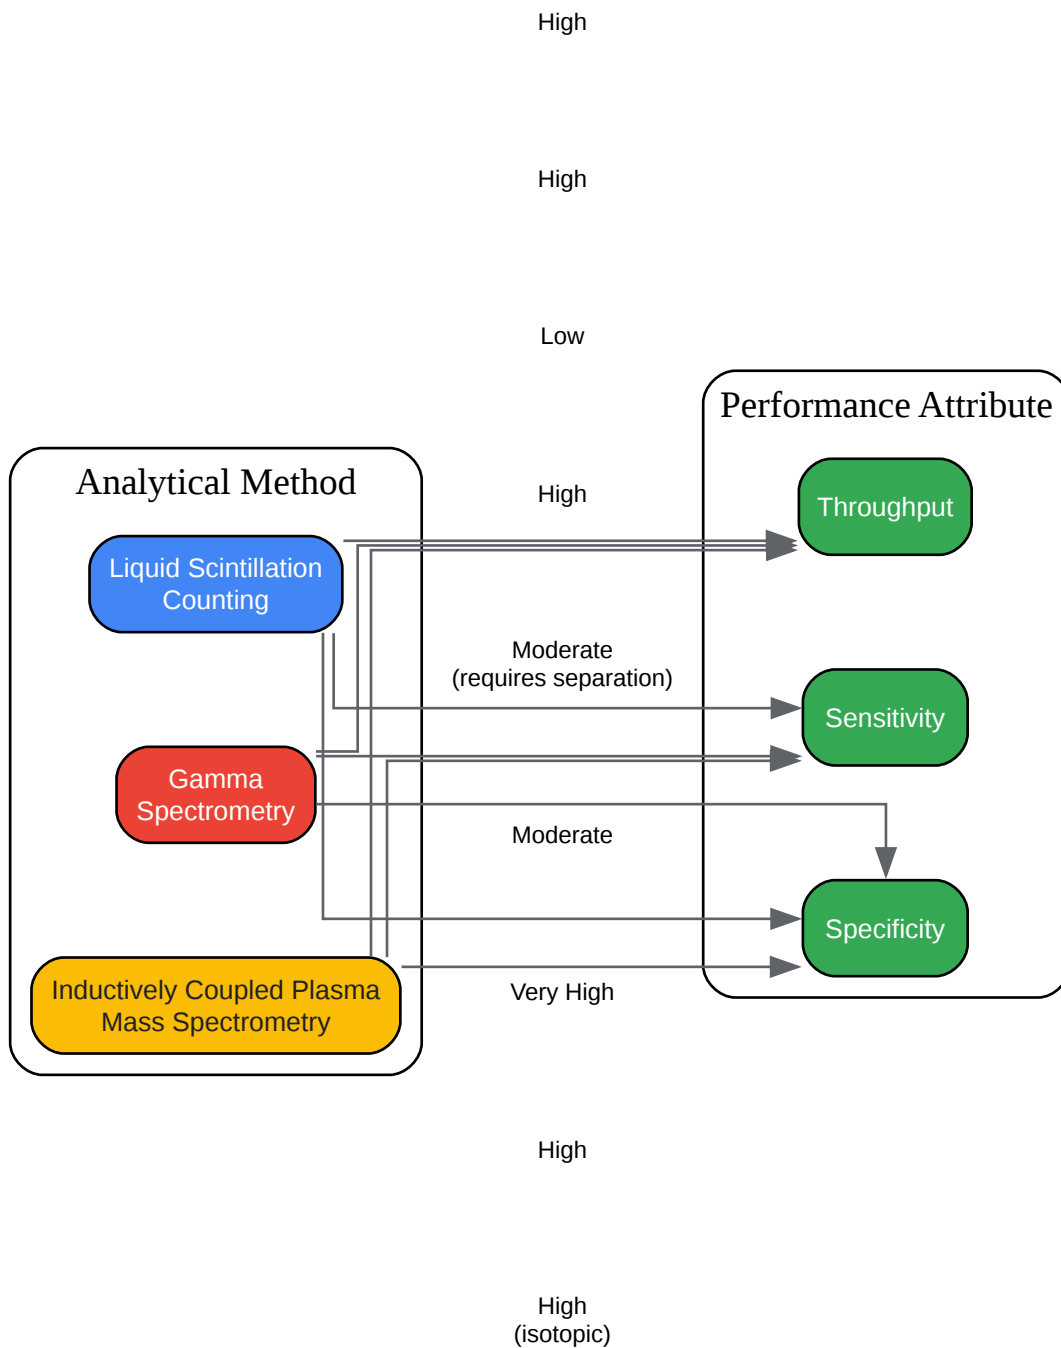 High
High
Low
Performance Attribute
Analytical Method
High
Throughput
Liquid Scintillation
Counting
Moderate
(requires separation)
Sensitivity
Gamma
Spectrometry
Moderate
Specificity
Inductively Coupled Plasma
Mass Spectrometry
Very High
High
High
(isotopic)